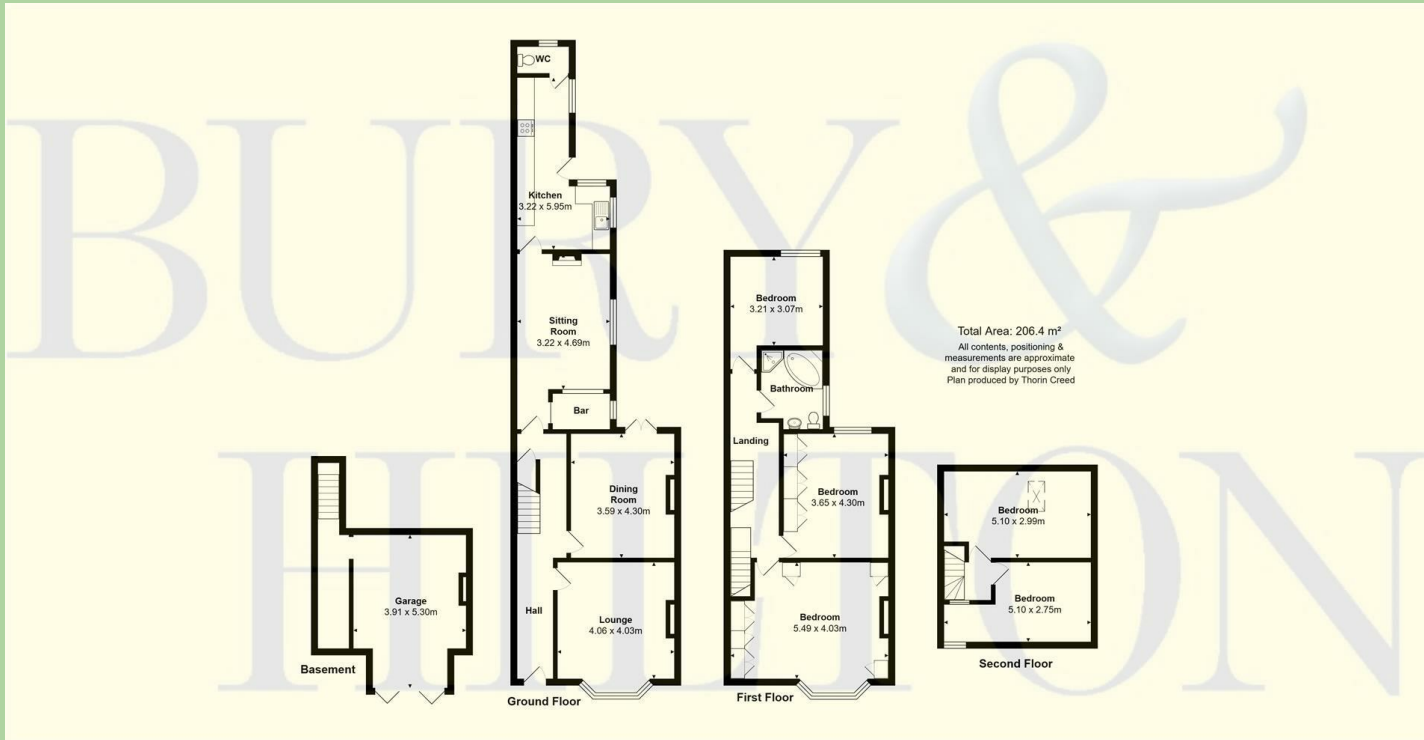 BURY &
HILTON
WC
Kitchen
3.22 x 5.95m
Sitting
Room
3.22 x 4.69m
Bar
Dining
Room
3.59 x 4.30m
Hall
Lounge
4.06 x 4.03m
Ground Floor
Garage
3.91 x 5.30m
Basement
Bedroom
3.21 x 3.07m
Bathroom
Landing
Bedroom
3.65 x 4.30m
Bedroom
5.49 x 4.03m
First Floor
Total Area: 206.4 m²
All contents, positioning &
measurements are approximate
and for display purposes only
Plan produced by Thorin Creed
Bedroom
5.10 x 2.99m
Bedroom
5.10 x 2.75m
Second Floor